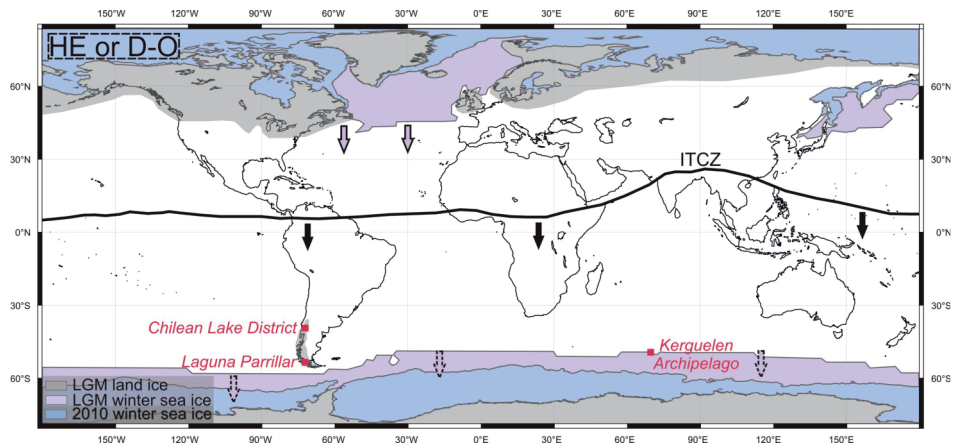 150°W 120°W 90°W 60°W 30°W 0°E 30°E 60°E 90°E 120°E 150°E
HE or D-O
60°N 60°N
30°N ITCZ 30°N
0°N 0°N
30°S 30°S
Chilean Lake District
Kerguelen
Laguna Parrillar Archipelago
60°S 60°S
LGM land ice
LGM winter sea ice
2010 winter sea ice
150°W 120°W 90°W 60°W 30°W 0°E 30°E 60°E 90°E 120°E 150°E